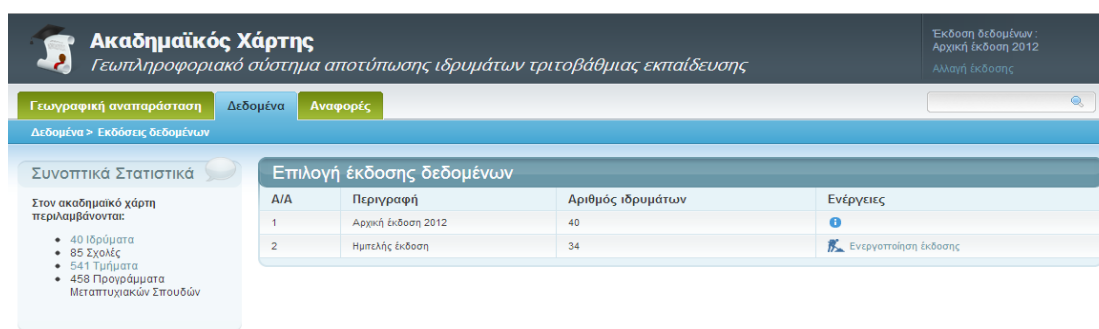 Ακαδημαϊκός Χάρτης
Γεωπληροφοριακό σύστημα αποτύπωσης ιδρυμάτων τριτοβάθμιας εκπαίδευσης
Έκδοση δεδομένων :
Αρχική έκδοση 2012
Αλλαγή έκδοσης
Γεωγραφική αναπαράσταση Δεδομένα Αναφορές
Δεδομένα > Εκδόσεις δεδομένων
Συνοπτικά Στατιστικά
Στον ακαδημαϊκό χάρτη
περιλαμβάνονται:
40 Ιδρύματα
85 Σχολές
541 Τμήματα
458 Προγράμματα
Μεταπτυχιακών Σπουδών
Επιλογή έκδοσης δεδομένων
Α/Α Περιγραφή Αριθμός ιδρυμάτων Ενέργειες
1 Αρχική έκδοση 2012 40
2 Ημιτελής έκδοση 34 Ενεργοποίηση έκδοσης